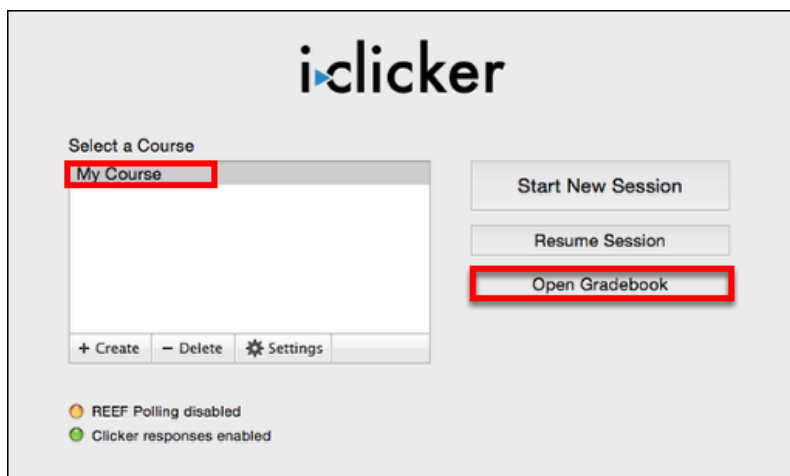 i>clicker
Select a Course
My Course
Start New Session
Resume Session
Open Gradebook
+ Create
− Delete
Settings
REEF Polling disabled
Clicker responses enabled